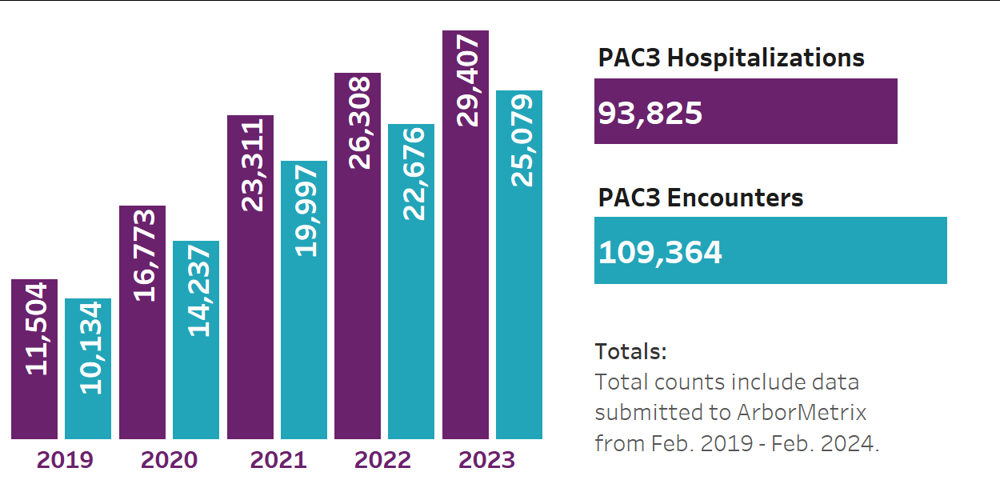 11,504
10,134
16,773
14,237
23,311
19,997
26,308
22,676
29,407
25,079
2019
2020
2021
2022
2023
PAC3 Hospitalizations
93,825
PAC3 Encounters
109,364
Totals:
Total counts include data
submitted to ArborMetrix
from Feb. 2019 - Feb. 2024.